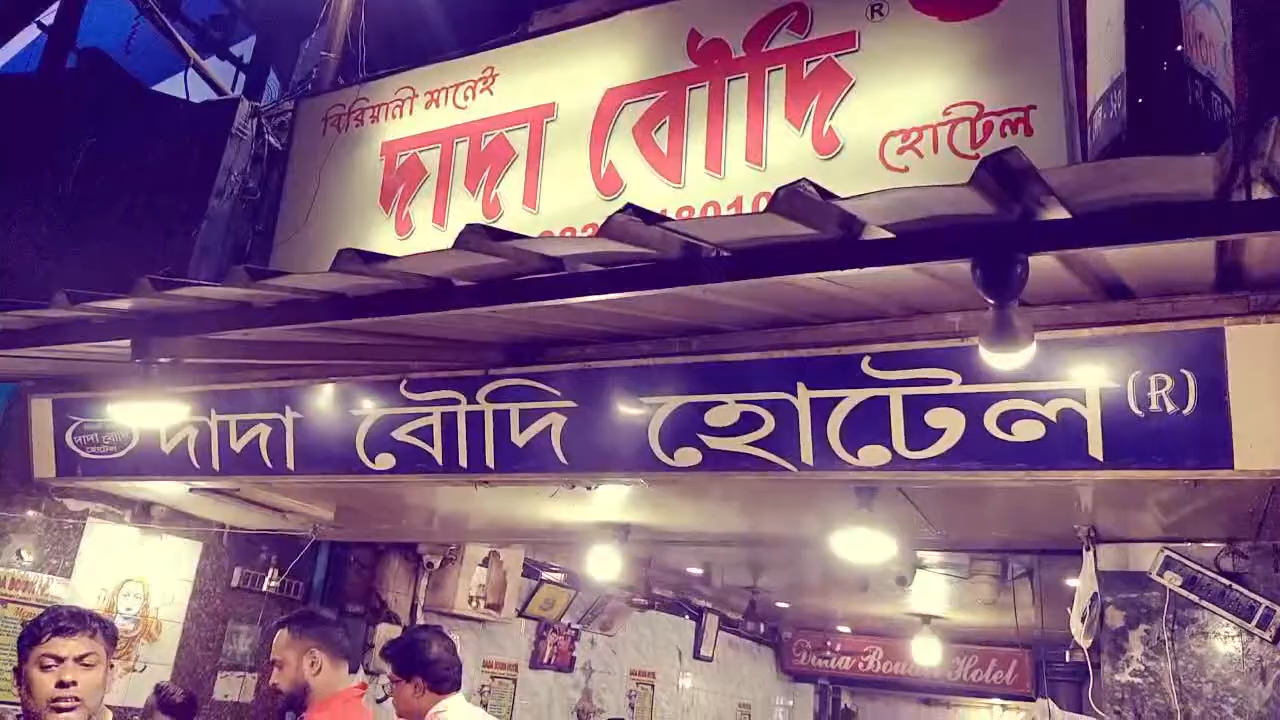 বিরিয়ানী মানেই
দাদা বৌদি ®
হোটেল
দাদা বৌদি হোটেল (R)
দাদা বৌদি
হোটেল
Dada Boudi Hotel